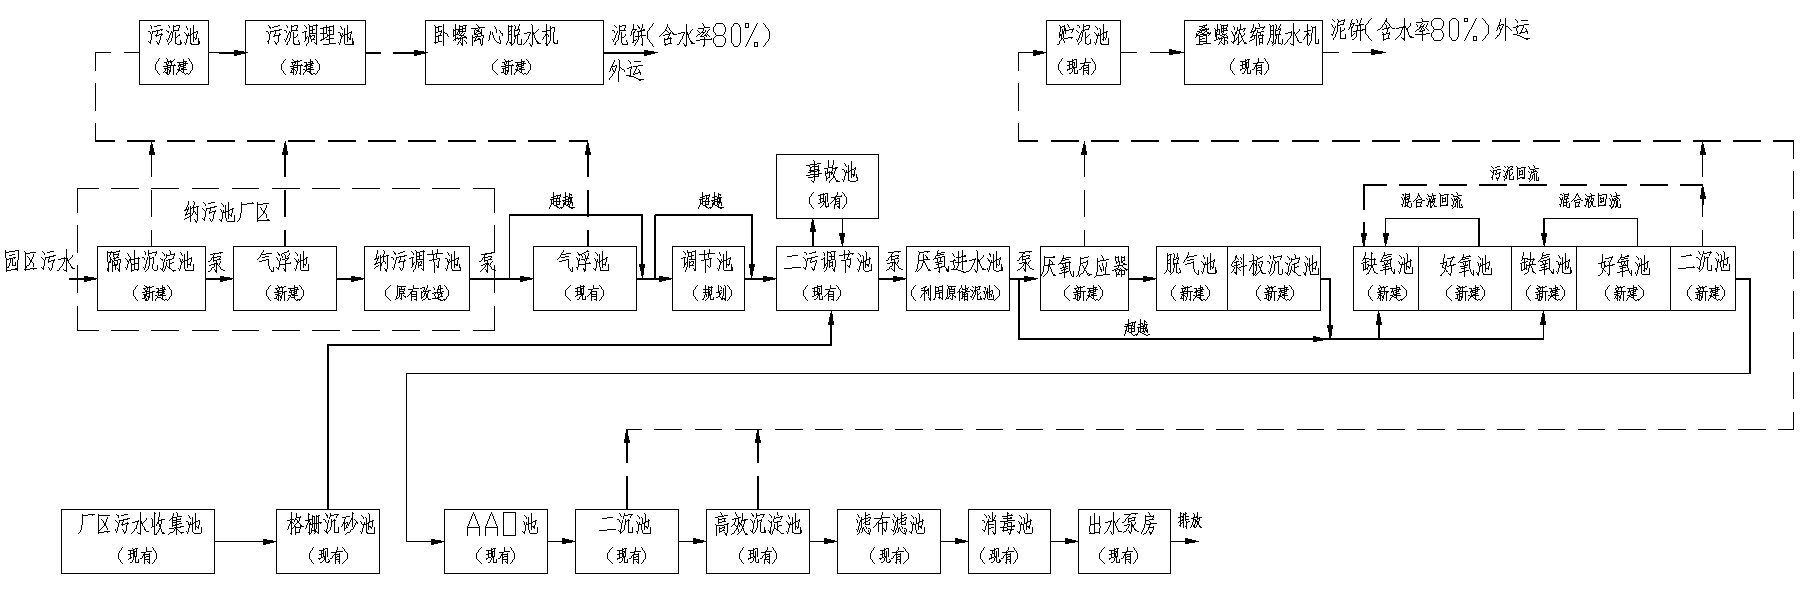 污泥池
(新建)
污泥调理池
(新建)
卧螺离心脱水机
(新建)
泥饼(含水率80%)
外运
贮泥池
(现有)
叠螺浓缩脱水机
(现有)
泥饼(含水率80%)外运
纳污池厂区
超越
超越
事故池
(现有)
污泥回流
混合液回流
混合液回流
园区污水
隔油沉淀池
(新建)
泵
气浮池
(新建)
纳污调节池
(原有改造)
泵
气浮池
(现有)
调节池
(规划)
二污调节池
(现有)
泵
厌氧进水池
(利用原储泥池)
泵
厌氧反应器
(新建)
脱气池
(新建)
斜板沉淀池
(新建)
缺氧池
(新建)
好氧池
(新建)
缺氧池
(新建)
好氧池
(新建)
二沉池
(新建)
超越
厂区污水收集池
(现有)
格栅沉砂池
(现有)
AAO池
(现有)
二沉池
(现有)
高效沉淀池
(现有)
滤布滤池
(现有)
消毒池
(现有)
出水泵房
(现有)
排放